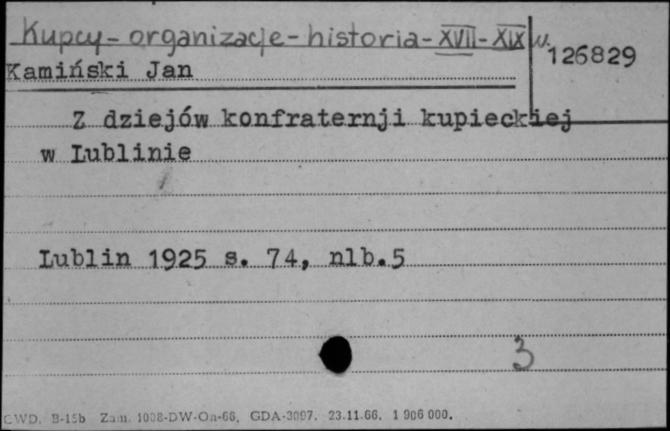 Kupcy - organizacje - historia - XVII - XIX w.
126829
Kamiński Jan
Z dziejów konfraternji kupieckiej
w Lublinie
Lublin 1925 s. 74, nlb.5
3
CWD. B-15b Zam. 1038-DW-On-66, GDA-3097. 23.11.66. 1 906 000.